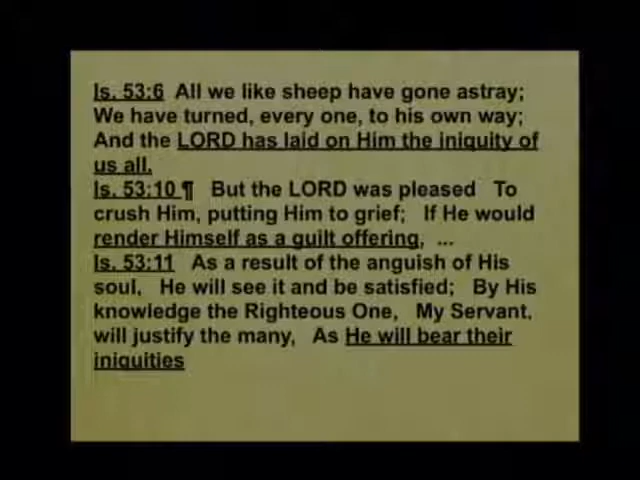 Is. 53:6 All we like sheep have gone astray;
We have turned, every one, to his own way;
And the LORD has laid on Him the iniquity of
us all.
Is. 53:10 ¶ But the LORD was pleased To
crush Him, putting Him to grief; If He would
render Himself as a guilt offering, ...
Is. 53:11 As a result of the anguish of His
soul, He will see it and be satisfied; By His
knowledge the Righteous One, My Servant,
will justify the many, As He will bear their
iniquities